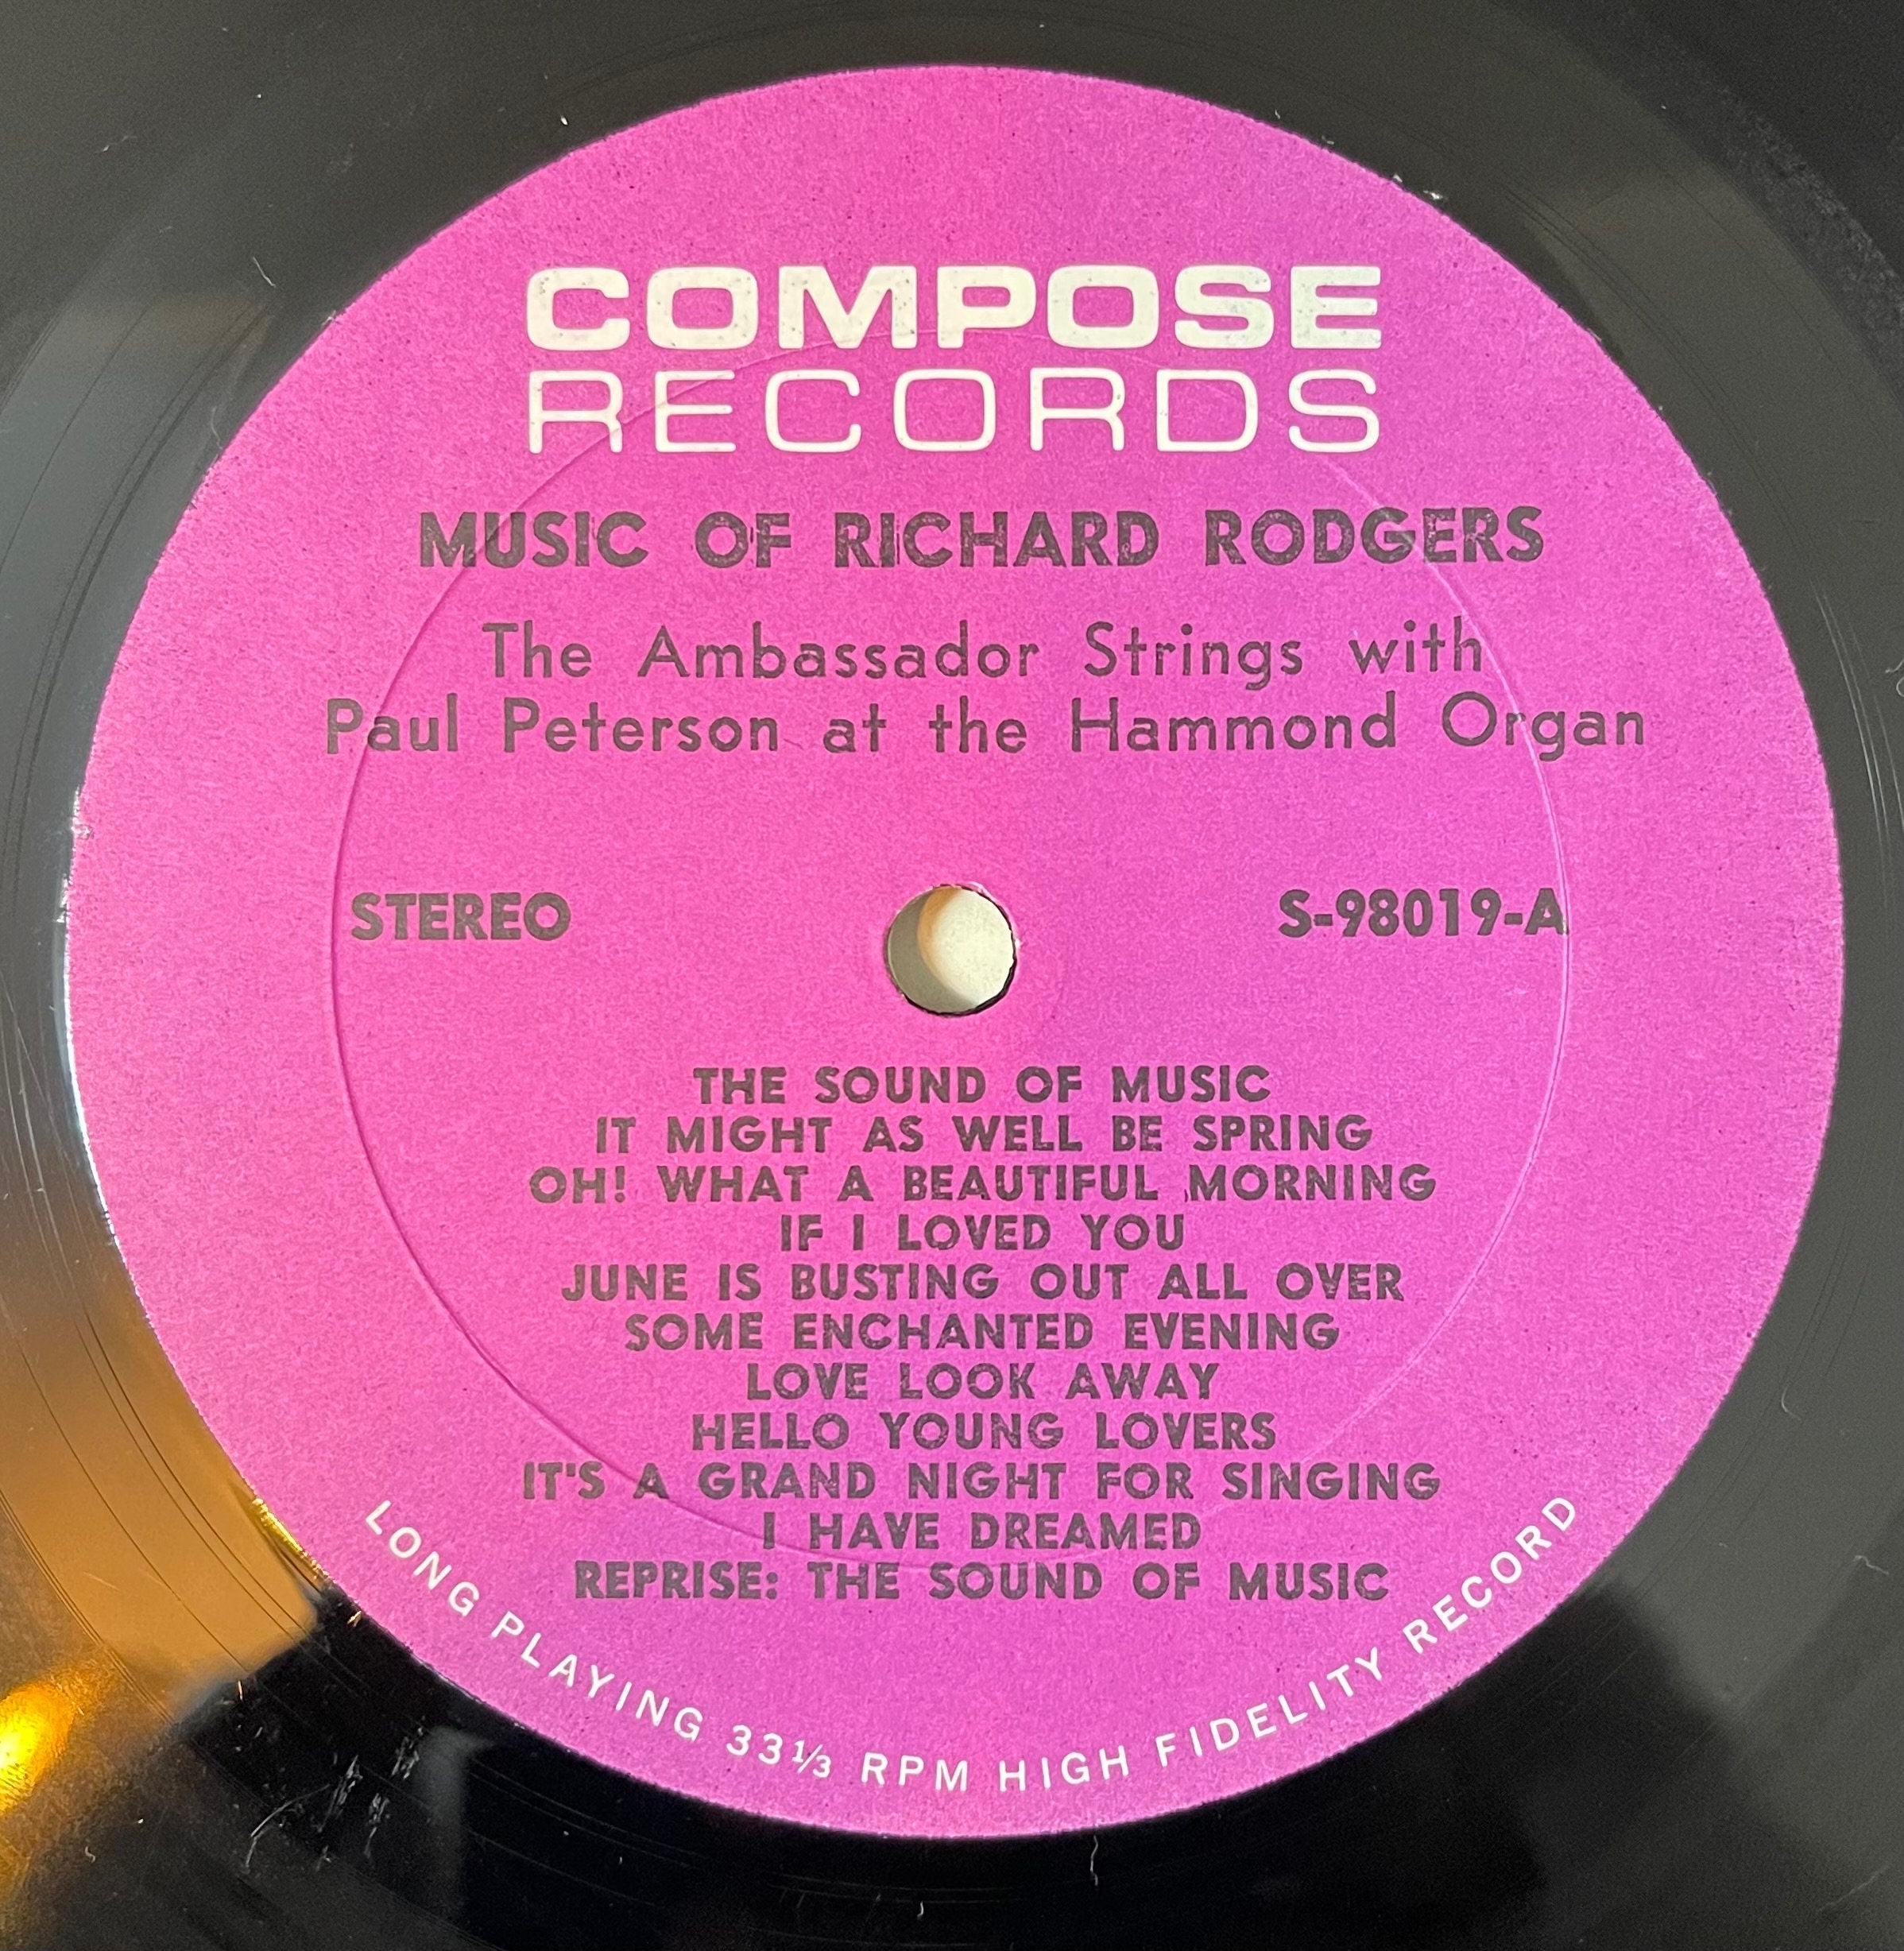 COMPOSE
RECORDS
MUSIC OF RICHARD RODGERS
The Ambassador Strings with
Paul Peterson at the Hammond Organ
STEREO
S-98019-A
THE SOUND OF MUSIC
IT MIGHT AS WELL BE SPRING
OH! WHAT A BEAUTIFUL MORNING
IF I LOVED YOU
JUNE IS BUSTING OUT ALL OVER
SOME ENCHANTED EVENING
LOVE LOOK AWAY
HELLO YOUNG LOVERS
IT'S A GRAND NIGHT FOR SINGING
I HAVE DREAMED
REPRISE: THE SOUND OF MUSIC
LONG PLAYING 33⅓ RPM HIGH FIDELITY RECORD